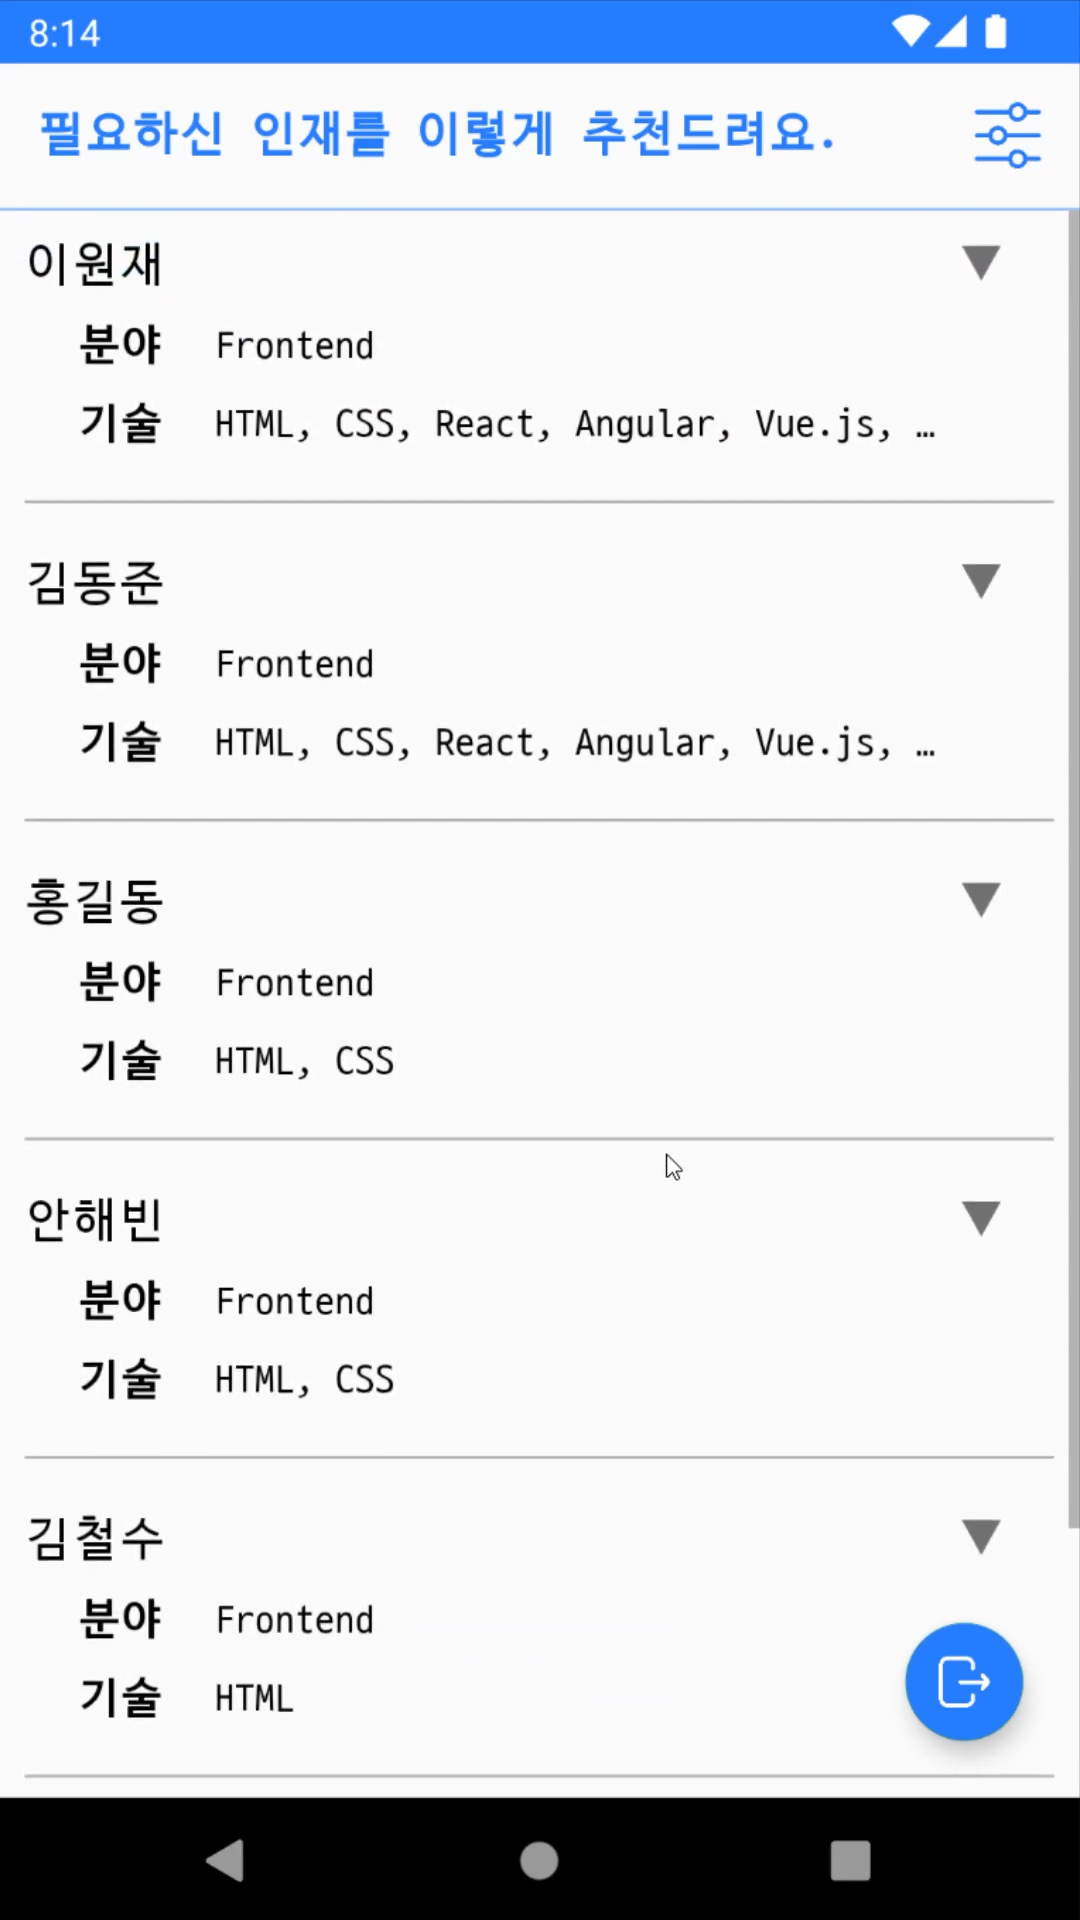 8:14
필요하신 인재를 이렇게 추천드려요.
이원재
분야 Frontend
기술 HTML, CSS, React, Angular, Vue.js, …
김동준
분야 Frontend
기술 HTML, CSS, React, Angular, Vue.js, …
홍길동
분야 Frontend
기술 HTML, CSS
안해빈
분야 Frontend
기술 HTML, CSS
김철수
분야 Frontend
기술 HTML